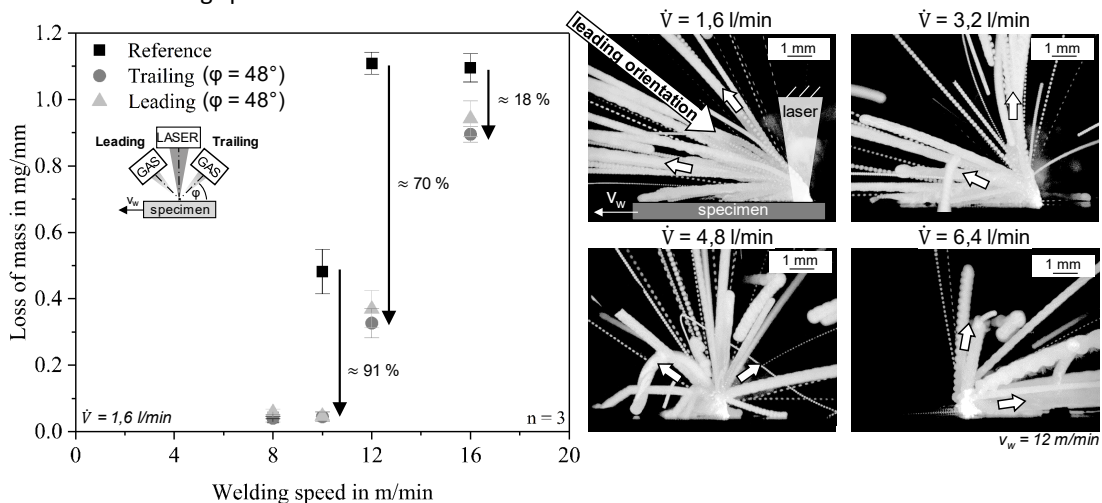 1.2
1.0
0.8
0.6
0.4
0.2
0.0
Loss of mass in mg/mm
Reference
Trailing (φ = 48°)
Leading (φ = 48°)
Leading
LASER
Trailing
GAS
GAS
φ
v_w
specimen
≈ 18 %
≈ 70 %
≈ 91 %
V̇ = 1,6 l/min
n = 3
0
4
8
12
16
20
Welding speed in m/min
V̇ = 1,6 l/min
1 mm
leading orientation
laser
v_w
specimen
V̇ = 3,2 l/min
1 mm
V̇ = 4,8 l/min
1 mm
V̇ = 6,4 l/min
1 mm
v_w = 12 m/min